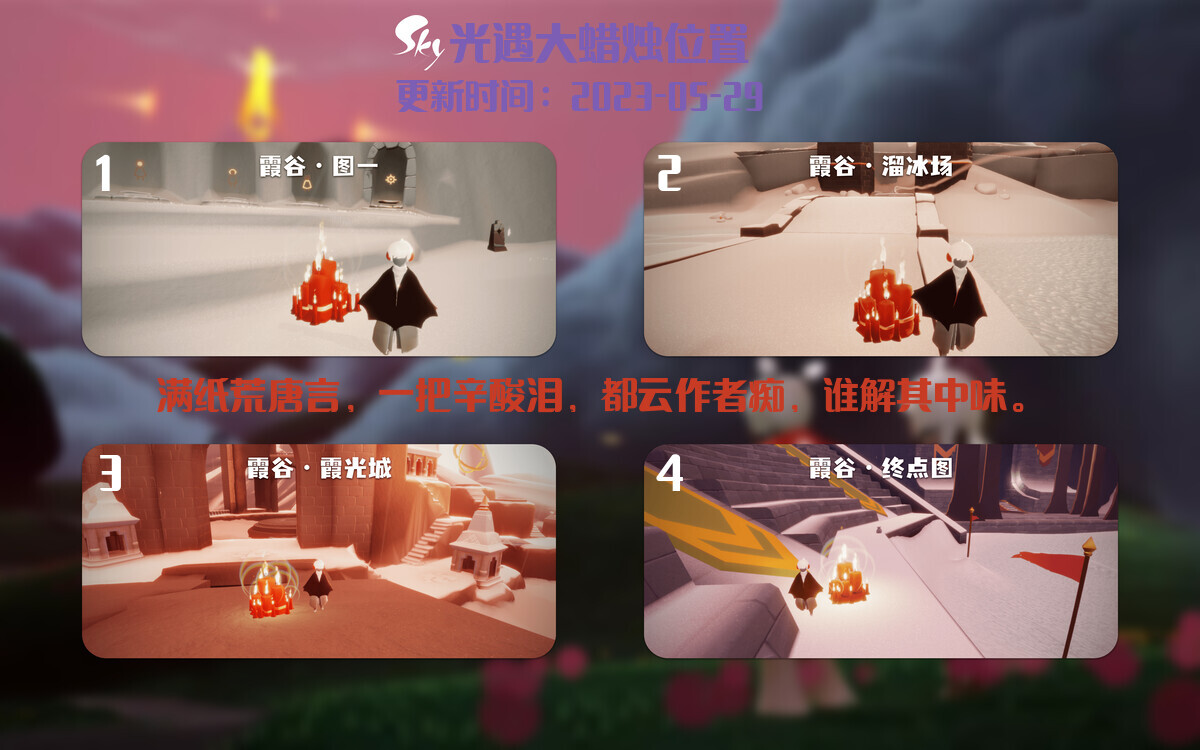 Sky光遇大蜡烛位置
更新时间：2023-05-29
1 霞谷·图一
2 霞谷·溜冰场
满纸荒唐言，一把辛酸泪，都云作者痴，谁解其中味。
3 霞谷·霞光城
4 霞谷·终点图